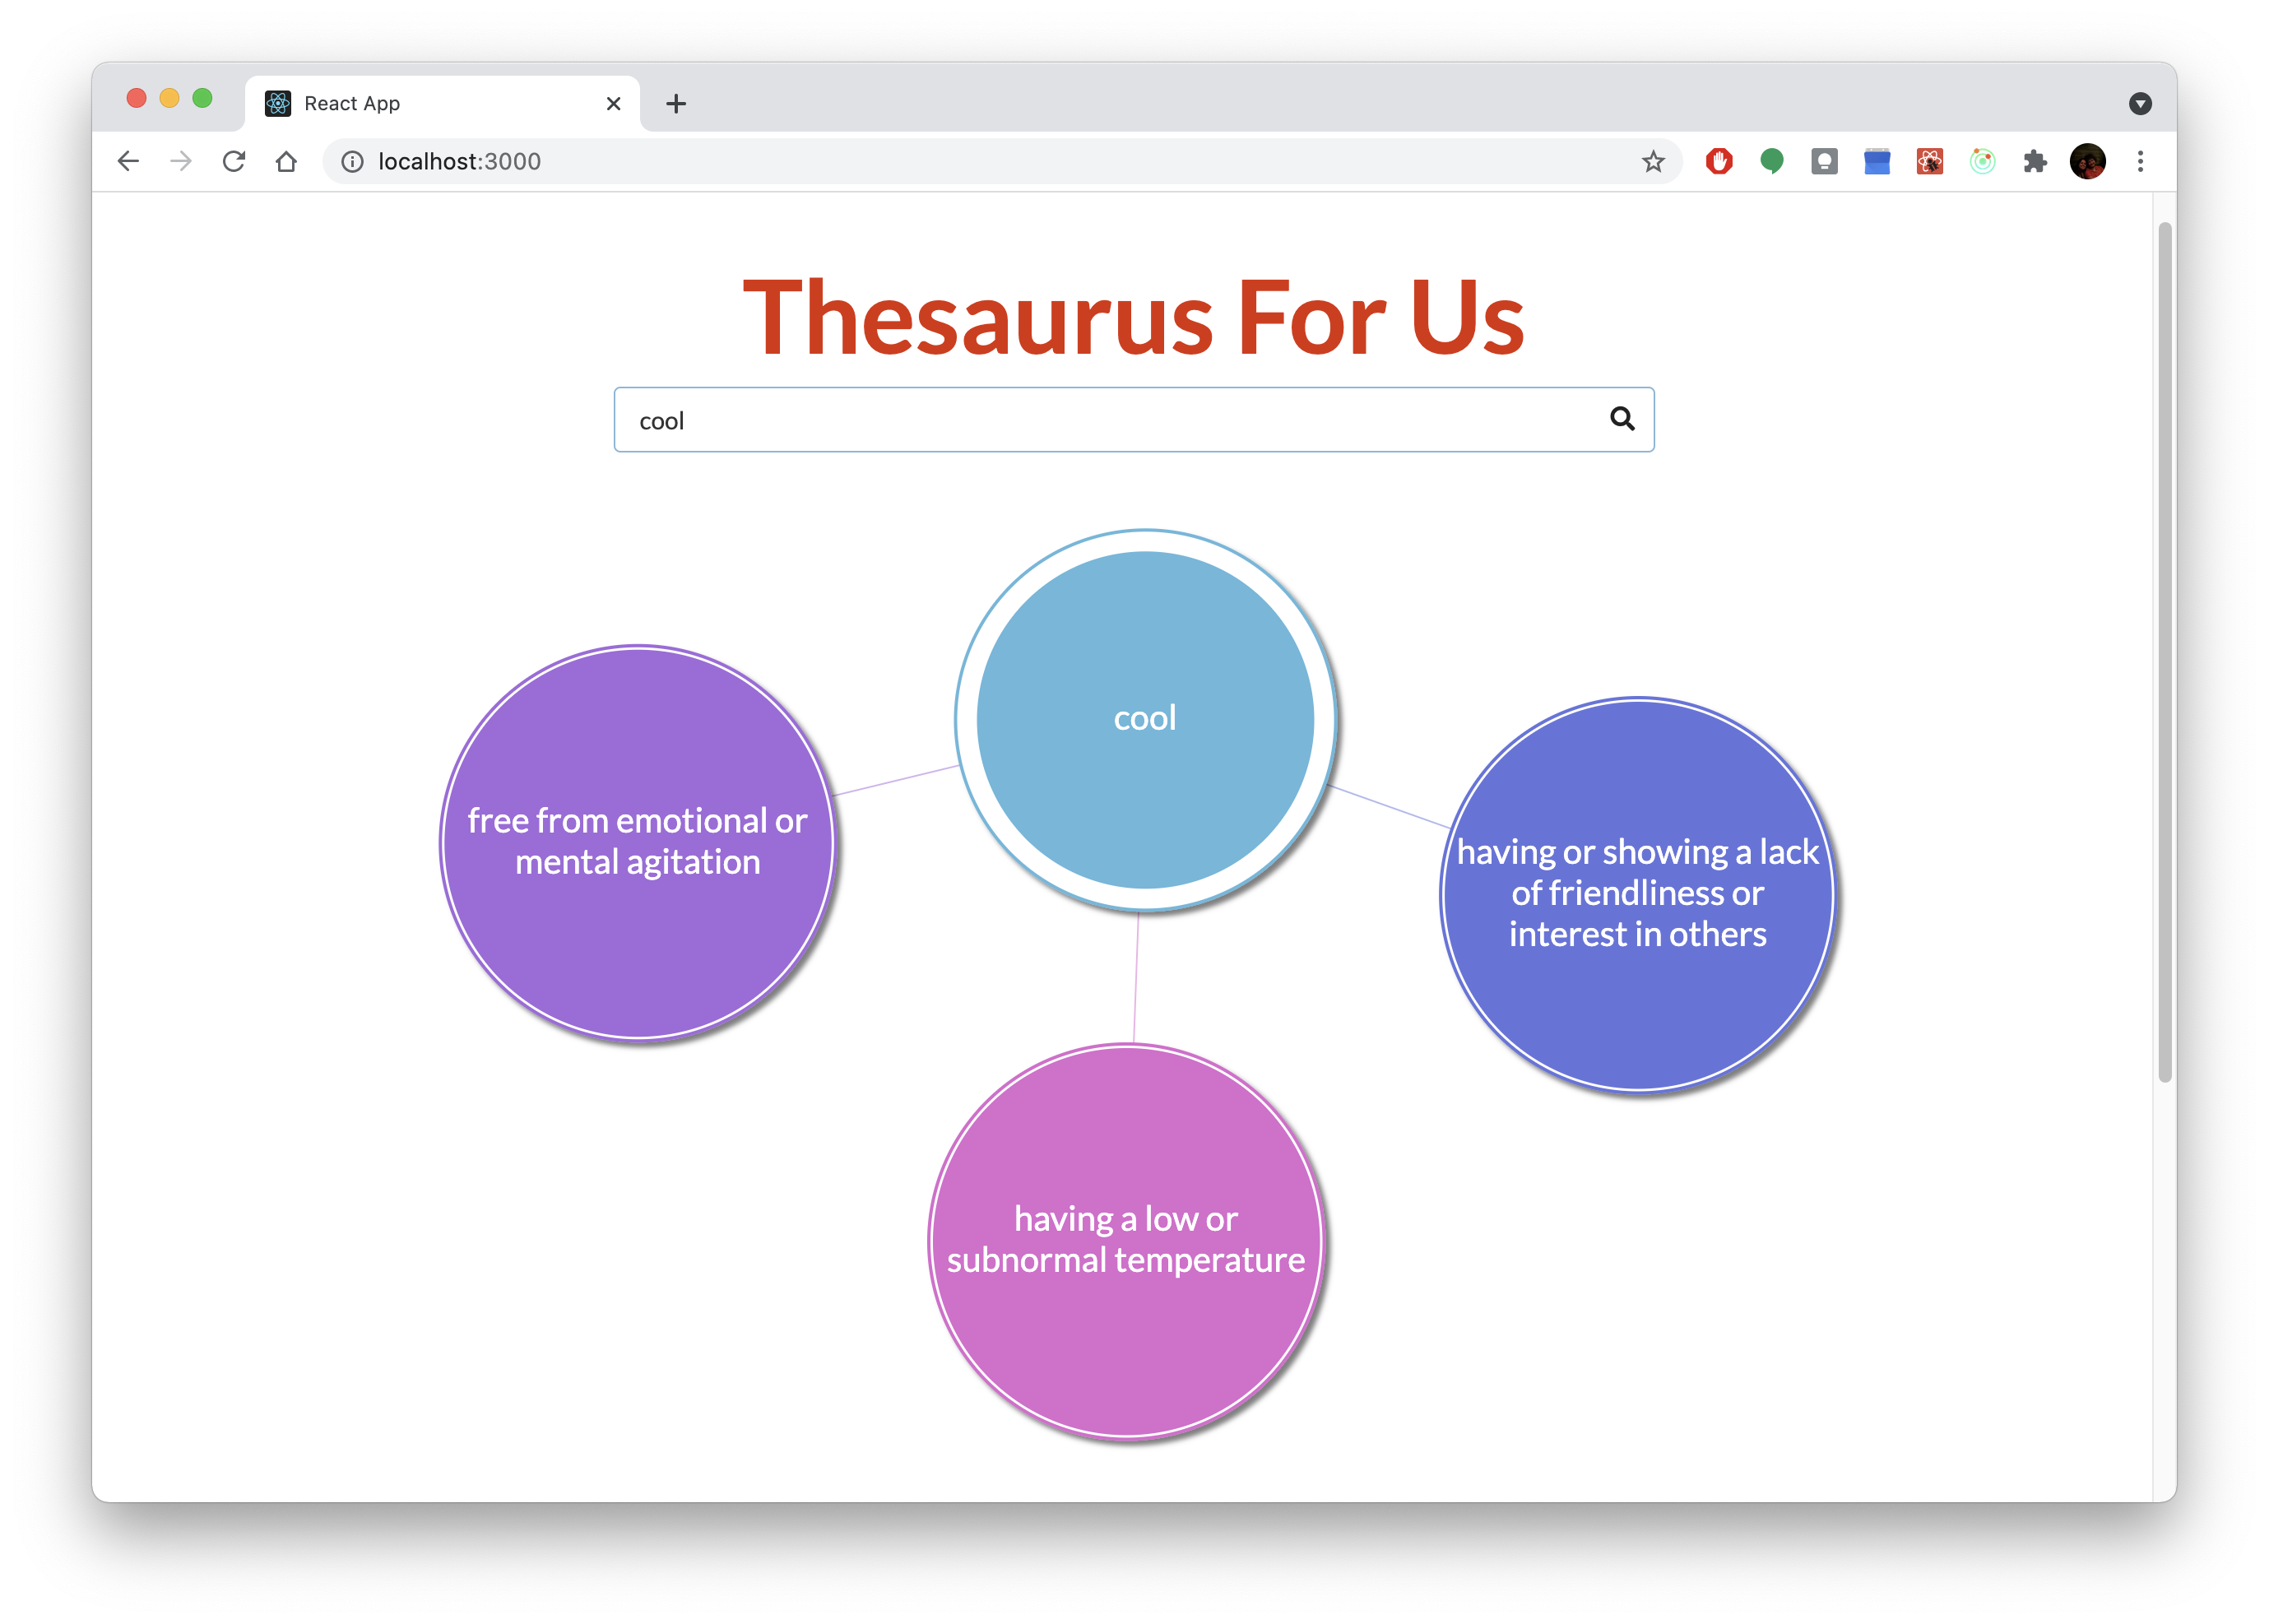 React App
localhost:3000
Thesaurus For Us
cool
cool
free from emotional or
mental agitation
having or showing a lack
of friendliness or
interest in others
having a low or
subnormal temperature